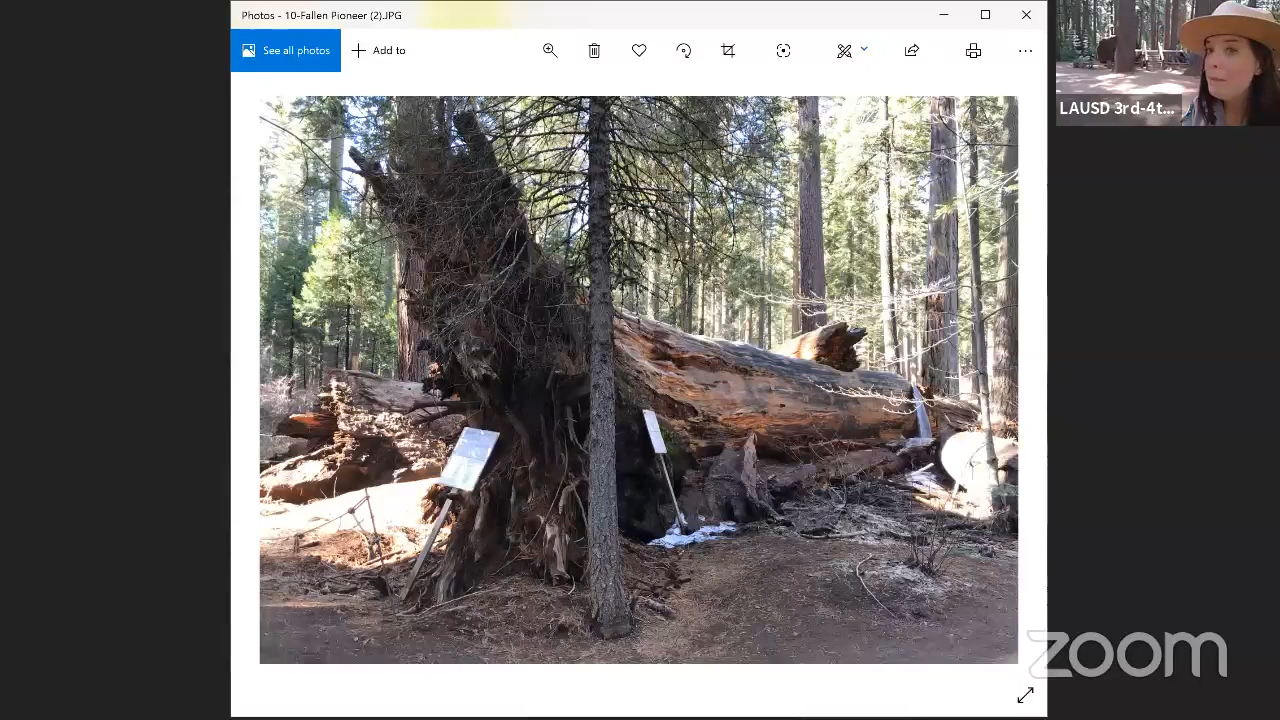 Photos - 10-Fallen Pioneer (2).JPG
See all photos
Add to
LAUSD 3rd-4t...
zoom